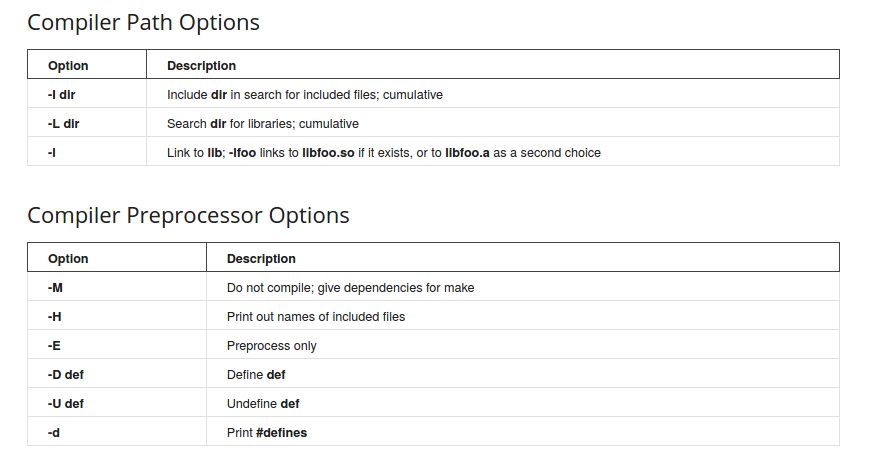 Compiler Path Options
Option Description
-I dir Include dir in search for included files; cumulative
-L dir Search dir for libraries; cumulative
-l Link to lib; -lfoo links to libfoo.so if it exists, or to libfoo.a as a second choice
Compiler Preprocessor Options
Option Description
-M Do not compile; give dependencies for make
-H Print out names of included files
-E Preprocess only
-D def Define def
-U def Undefine def
-d Print #defines